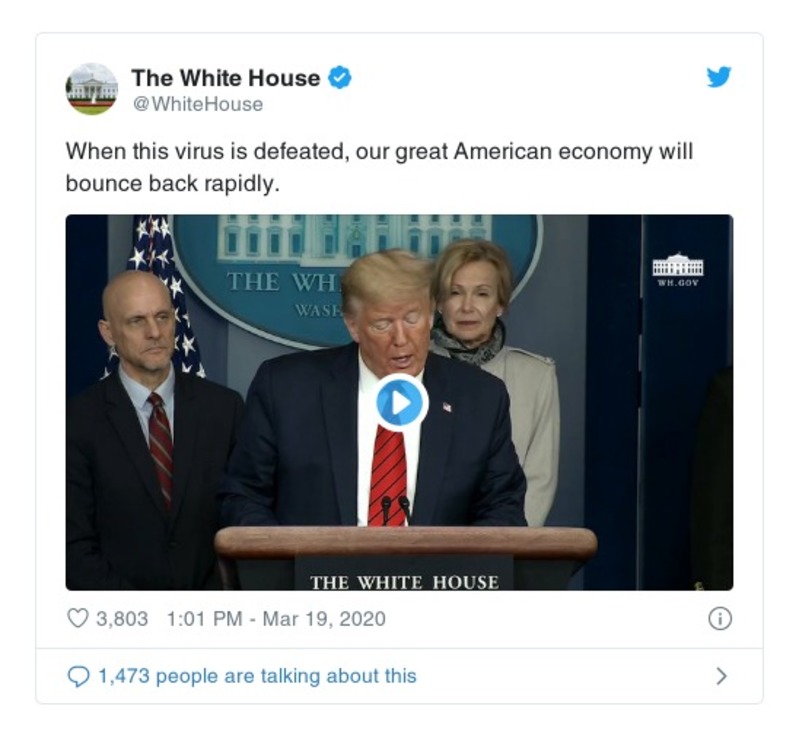 The White House
@WhiteHouse
When this virus is defeated, our great American economy will
bounce back rapidly.
THE WH
WASH
WH.GOV
THE WHITE HOUSE
3,803 1:01 PM - Mar 19, 2020
1,473 people are talking about this